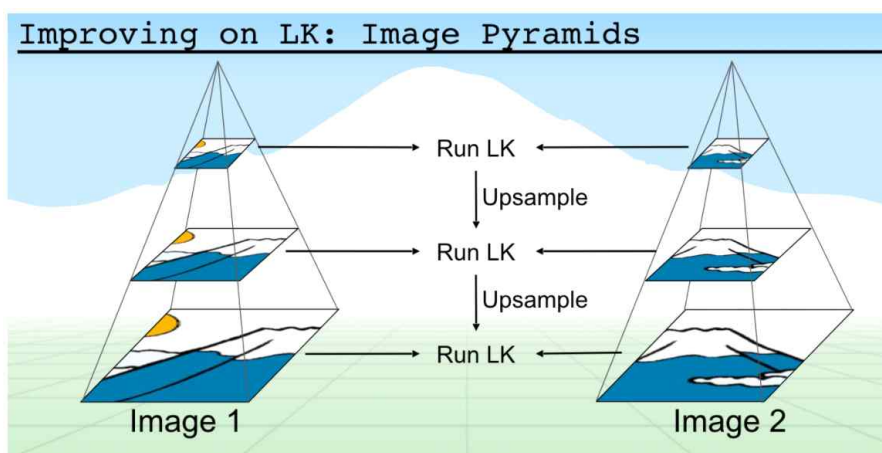 Improving on LK: Image Pyramids
Run LK
Upsample
Run LK
Upsample
Run LK
Image 1
Image 2